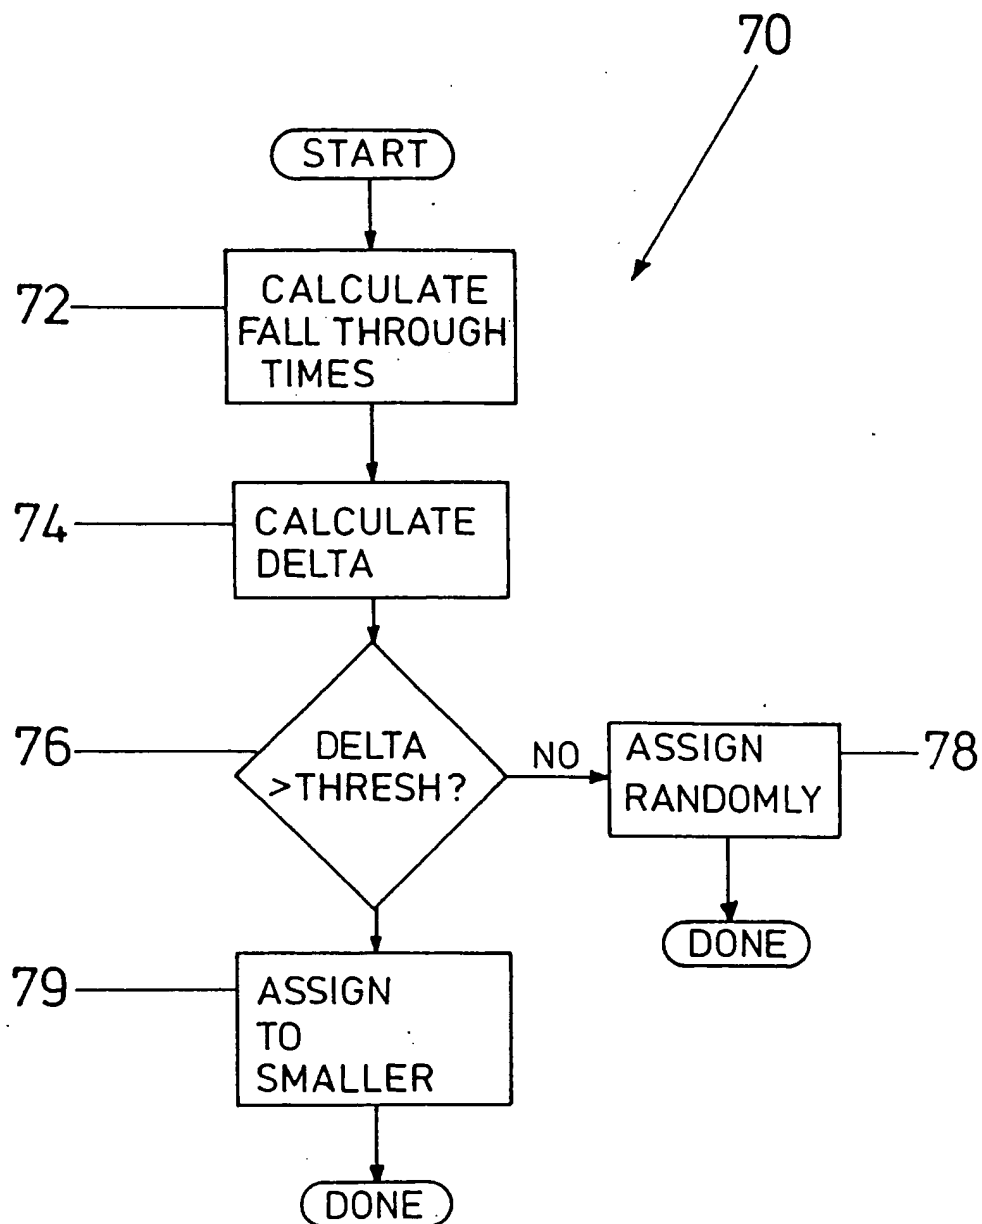 70
START
72
CALCULATE
FALL THROUGH
TIMES
74
CALCULATE
DELTA
76
DELTA
>THRESH?
NO
ASSIGN
RANDOMLY
78
DONE
79
ASSIGN
TO
SMALLER
DONE